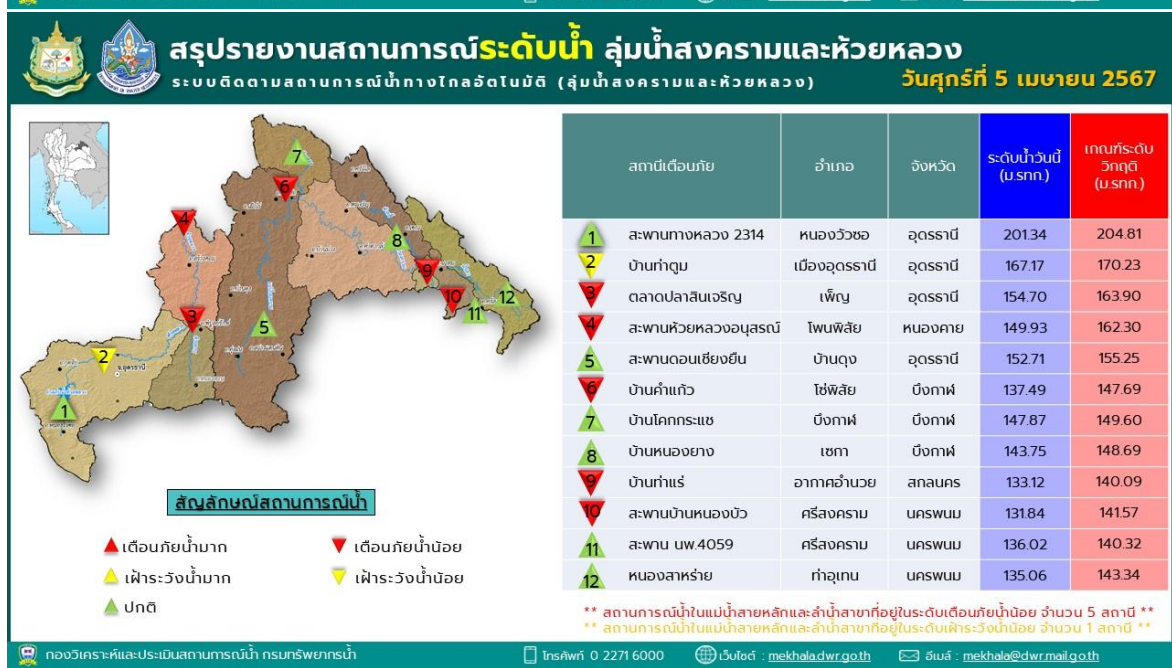 สรุปรายงานสถานการณ์ระดับน้ำ ลุ่มน้ำสงครามและห้วยหลวง
ระบบติดตามสถานการณ์น้ำทางไกลอัตโนมัติ (ลุ่มน้ำสงครามและห้วยหลวง)
วันศุกร์ที่ 5 เมษายน 2567
7
6
4
8
9
10
12
11
3
5
2
1
สัญลักษณ์สถานการณ์น้ำ
เตือนภัยน้ำมาก เตือนภัยน้ำน้อย
เฝ้าระวังน้ำมาก เฝ้าระวังน้ำน้อย
ปกติ
สถานีเตือนภัย อำเภอ จังหวัด ระดับน้ำวันนี้ (ม.รทก.) เกณฑ์ระดับวิกฤติ (ม.รทก.)
1 สะพานทางหลวง 2314 หนองวัวซอ อุดรธานี 201.34 204.81
2 บ้านท่าตูม เมืองอุดรธานี อุดรธานี 167.17 170.23
3 ตลาดปลาสินเจริญ เพ็ญ อุดรธานี 154.70 163.90
4 สะพานห้วยหลวงอนุสรณ์ โพนพิสัย หนองคาย 149.93 162.30
5 สะพานดอนเชียงยืน บ้านดุง อุดรธานี 152.71 155.25
6 บ้านคำแก้ว โซ่พิสัย บึงกาฬ 137.49 147.69
7 บ้านโคกกระแซ บึงกาฬ บึงกาฬ 147.87 149.60
8 บ้านหนองยาง เซกา บึงกาฬ 143.75 148.69
9 บ้านท่าแร่ อากาศอำนวย สกลนคร 133.12 140.09
10 สะพานบ้านหนองบัว ศรีสงคราม นครพนม 131.84 141.57
11 สะพาน นพ.4059 ศรีสงคราม นครพนม 136.02 140.32
12 หนองสาหร่าย ท่าอุเทน นครพนม 135.06 143.34
** สถานการณ์น้ำในแม่น้ำสายหลักและลำน้ำสาขาที่อยู่ในระดับเตือนภัยน้ำน้อย จำนวน 5 สถานี **
** สถานการณ์น้ำในแม่น้ำสายหลักและลำน้ำสาขาที่อยู่ในระดับเฝ้าระวังน้ำน้อย จำนวน 1 สถานี **
กองวิเคราะห์และประเมินสถานการณ์น้ำ กรมทรัพยากรน้ำ โทรศัพท์ 0 2271 6000 เว็บไซต์ : mekhala.dwr.go.th อีเมล์ : mekhala@dwr.mail.go.th